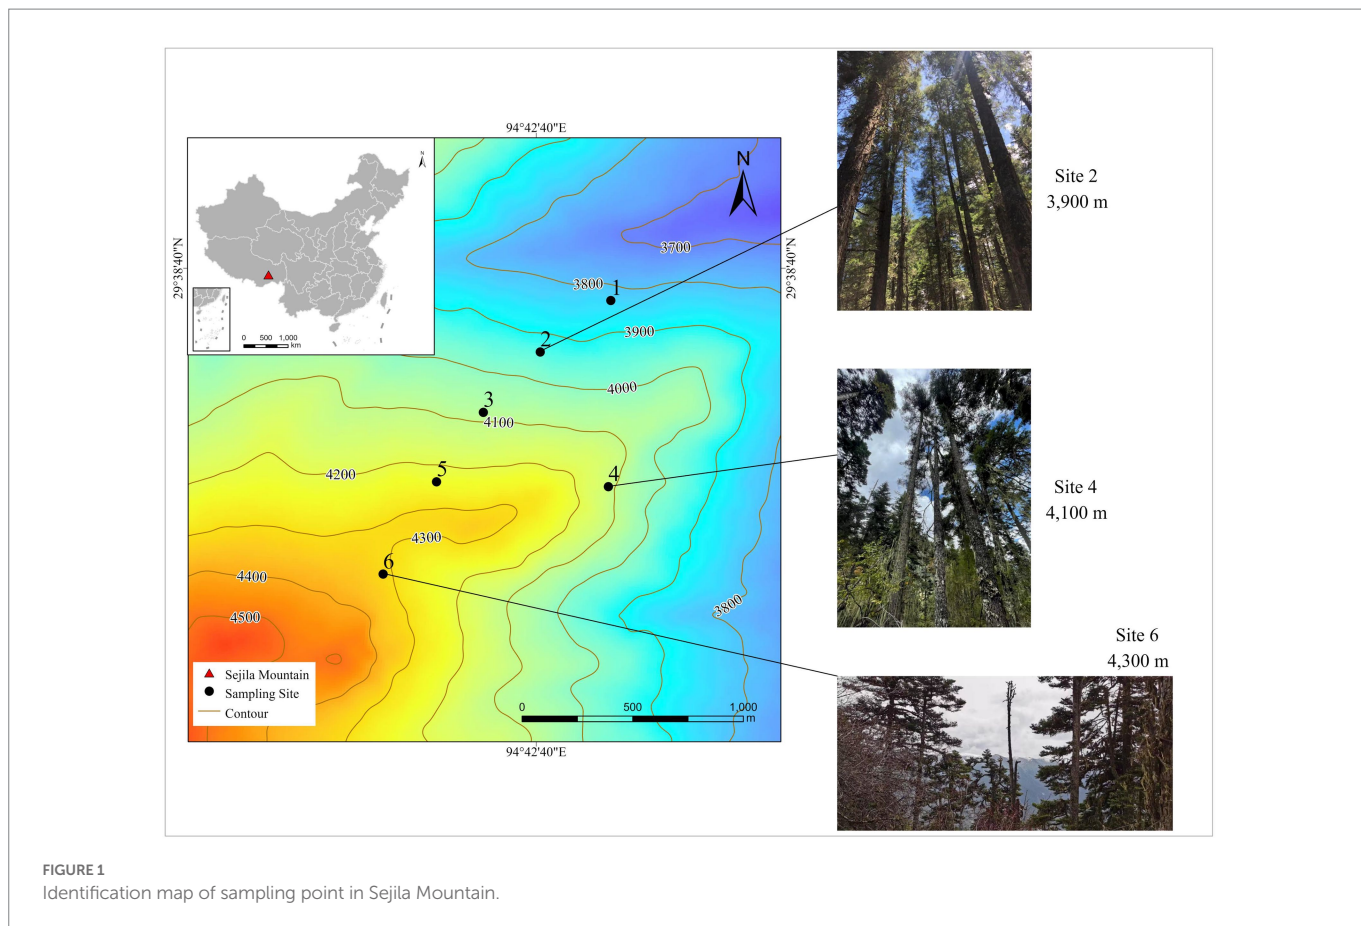 94°42'40"E
N
N
29°38'40"N
29°38'40"N
0 500 1,000
km
3700
3800
1
3900
2
4000
3
4100
4200
5
4
4300
6
4400
4500
3800
Sejila Mountain
Sampling Site
Contour
0 500 1,000
m
94°42'40"E
Site 2
3,900 m
Site 4
4,100 m
Site 6
4,300 m
FIGURE 1
Identification map of sampling point in Sejila Mountain.